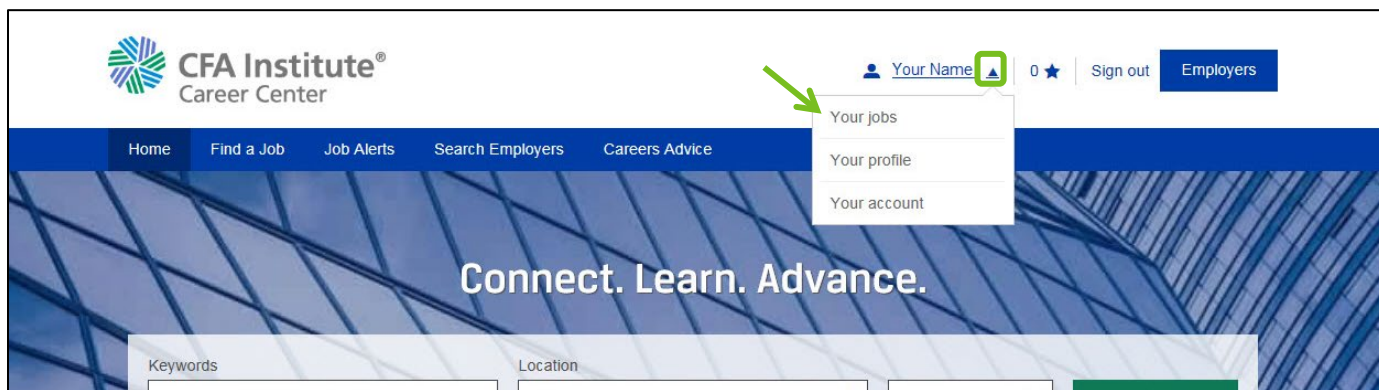 CFA Institute®
Career Center
Your Name ▲ 0 ★ Sign out Employers
Your jobs
Your profile
Your account
Home Find a Job Job Alerts Search Employers Careers Advice
Connect. Learn. Advance.
Keywords Location